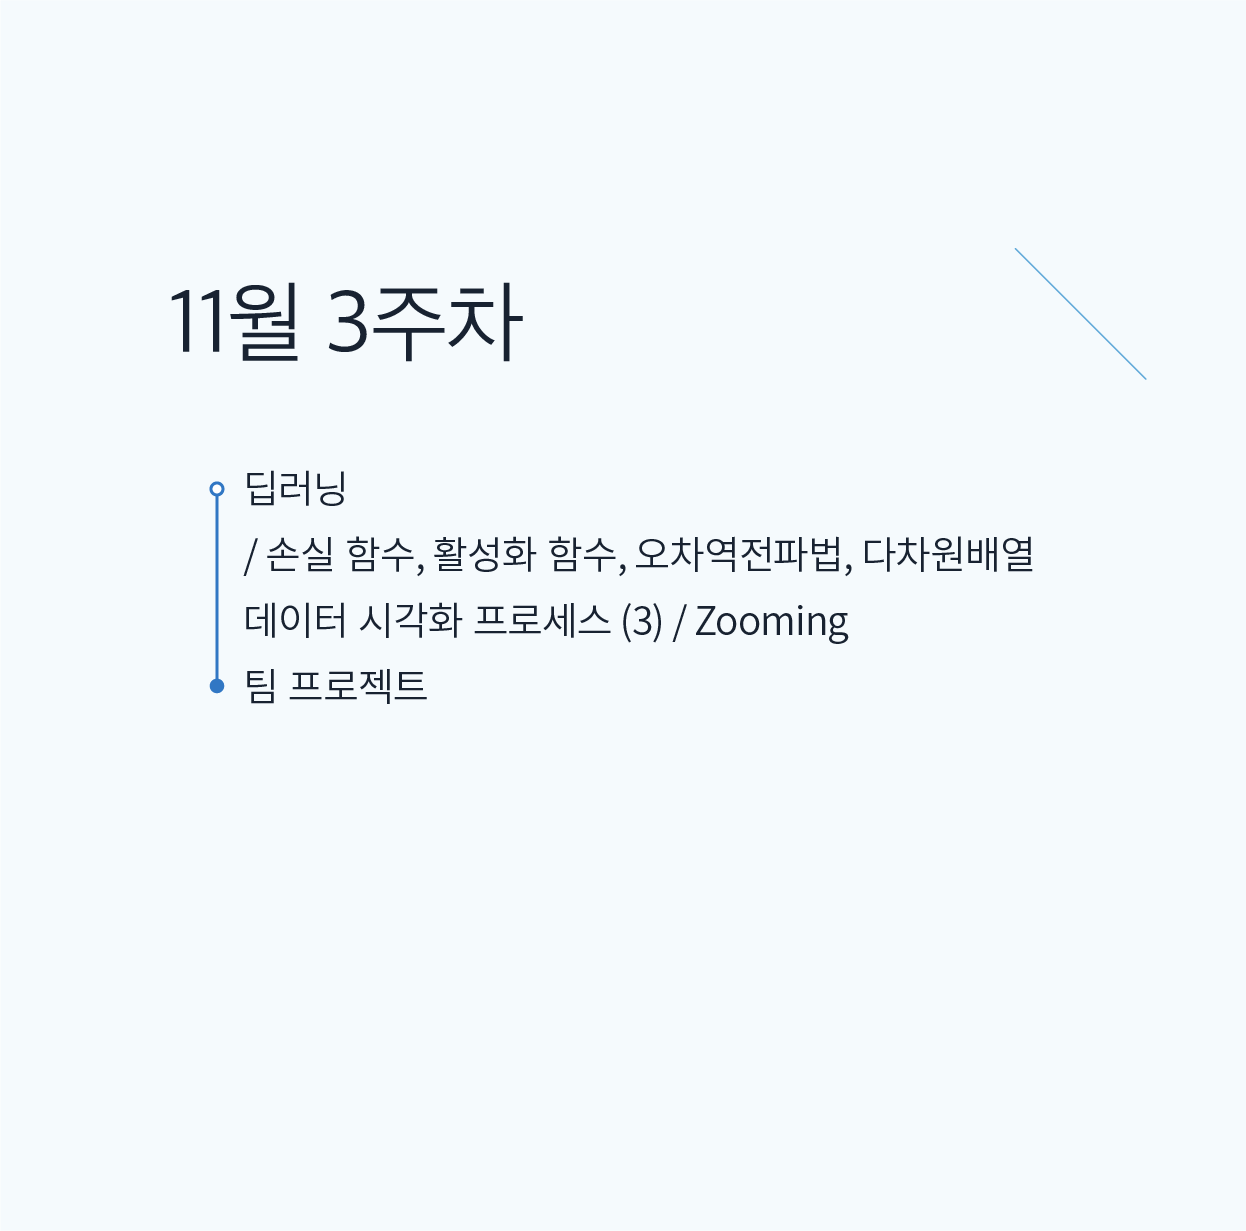 11월 3주차
딥러닝
/ 손실 함수, 활성화 함수, 오차역전파법, 다차원배열
데이터 시각화 프로세스 (3) / Zooming
팀 프로젝트